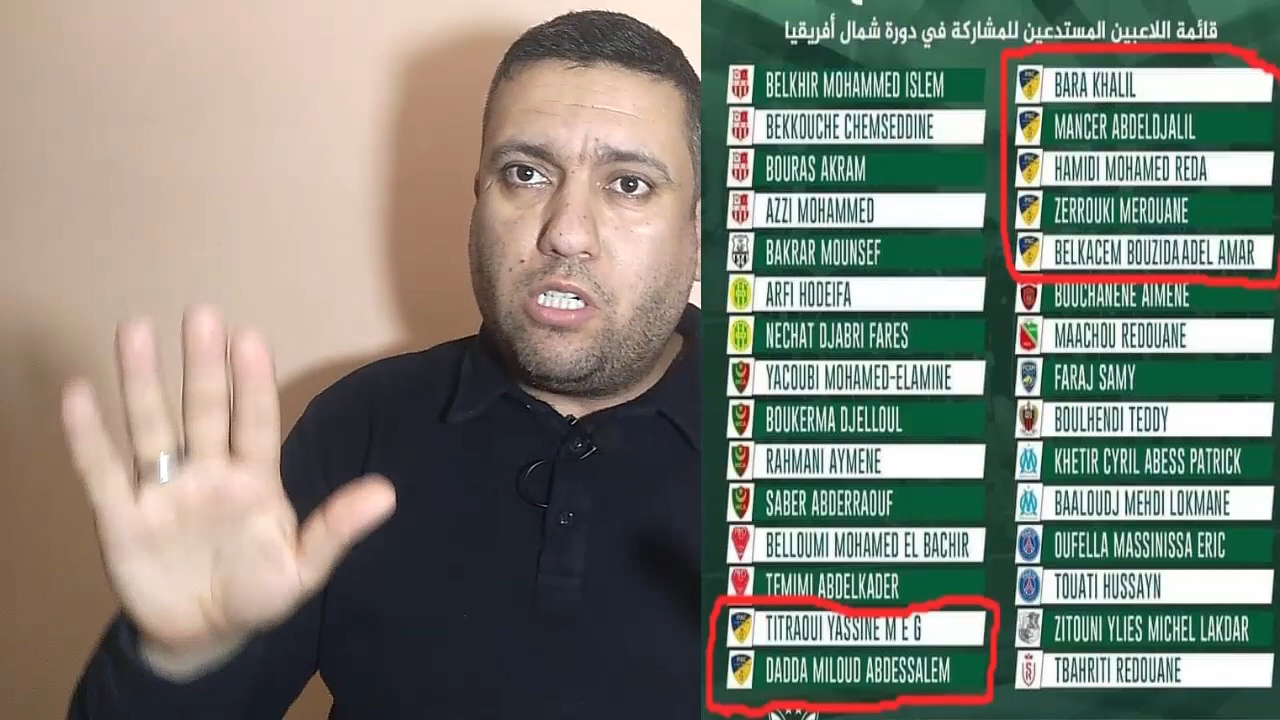 قائمة اللاعبين المستدعين للمشاركة في دورة شمال أفريقيا
BELKHIR MOHAMMED ISLEM
BEKKOUCHE CHEMSEDDINE
BOURAS AKRAM
AZZI MOHAMMED
BAKRAR MOUNSEF
ARFI HODEIFA
NECHAT DJABRI FARES
YACOUBI MOHAMED-ELAMINE
BOUKERMA DJELLOUL
RAHMANI AYMENE
SABER ABDERRAOUF
BELLOUMI MOHAMED EL BACHIR
TEMIMI ABDELKADER
TITRAOUI YASSINE M E G
DADDA MILOUD ABDESSALEM
BARA KHALIL
MANCER ABDELDJALIL
HAMIDI MOHAMED REDA
ZERROUKI MEROUANE
BELKACEM BOUZIDAADEL AMAR
BOUCHANENE AIMENE
MAACHOU REDOUANE
FARAJ SAMY
BOULHENDI TEDDY
KHETIR CYRIL ABESS PATRICK
BAALOUDJ MEHDI LOKMANE
OUFELLA MASSINISSA ERIC
TOUATI HUSSAYN
ZITOUNI YLIES MICHEL LAKDAR
TBAHRITI REDOUANE